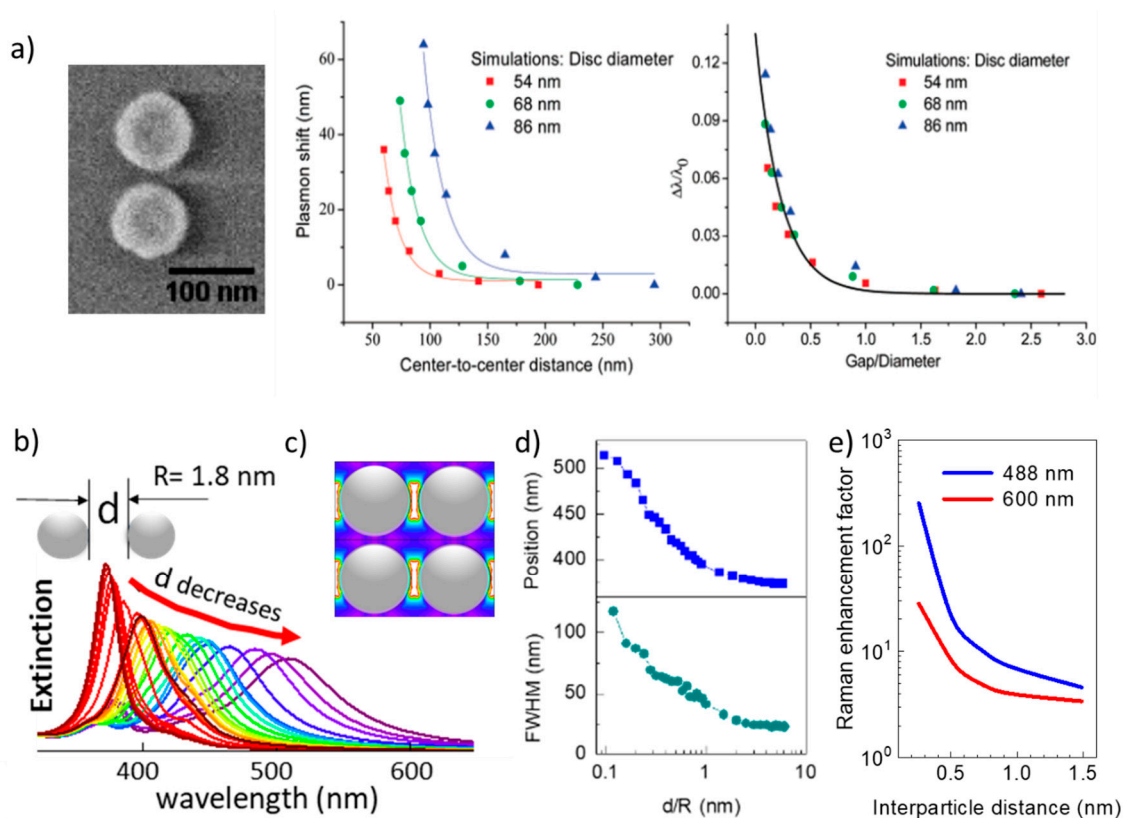 a)
100 nm
Plasmon shift (nm)
60
40
20
0
Simulations: Disc diameter
54 nm
68 nm
86 nm
50 100 150 200 250 300
Center-to-center distance (nm)
Δλ/λ0
0.12
0.09
0.06
0.03
0.00
Simulations: Disc diameter
54 nm
68 nm
86 nm
0.0 0.5 1.0 1.5 2.0 2.5 3.0
Gap/Diameter
b)
R= 1.8 nm
d
d decreases
Extinction
400 500 600
wavelength (nm)
c)
d)
Position (nm)
500
450
400
FWHM (nm)
100
50
0
0.1 1 10
d/R (nm)
e)
Raman enhancement factor
10³
10²
10¹
10⁰
488 nm
600 nm
0.5 1.0 1.5
Interparticle distance (nm)